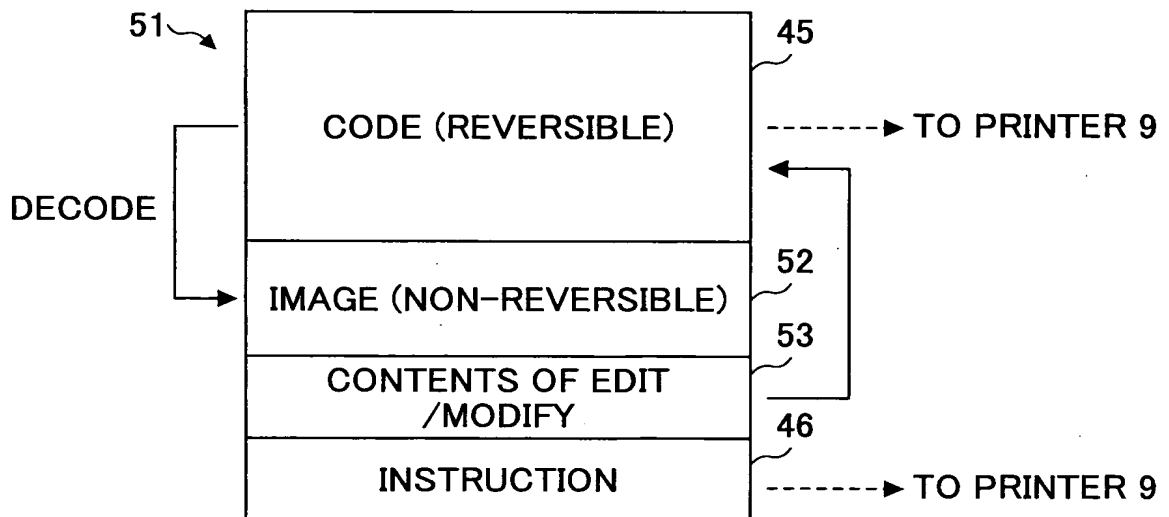 51
45
CODE (REVERSIBLE)
TO PRINTER 9
DECODE
52
IMAGE (NON-REVERSIBLE)
53
CONTENTS OF EDIT
/MODIFY
46
INSTRUCTION
TO PRINTER 9